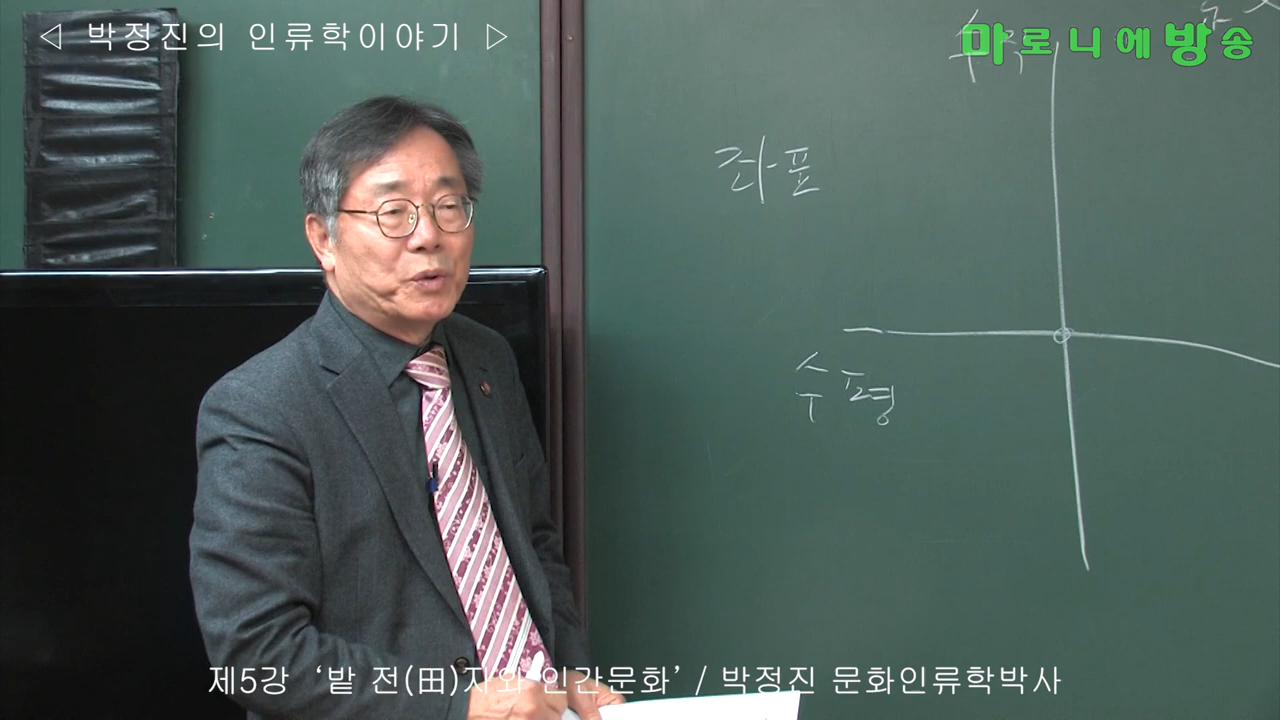 ◁ 박정진의 인류학이야기 ▷
마로니에방송
좌표
수평
제5강 ‘밭 전(田)자와 인간문화’ / 박정진 문화인류학박사